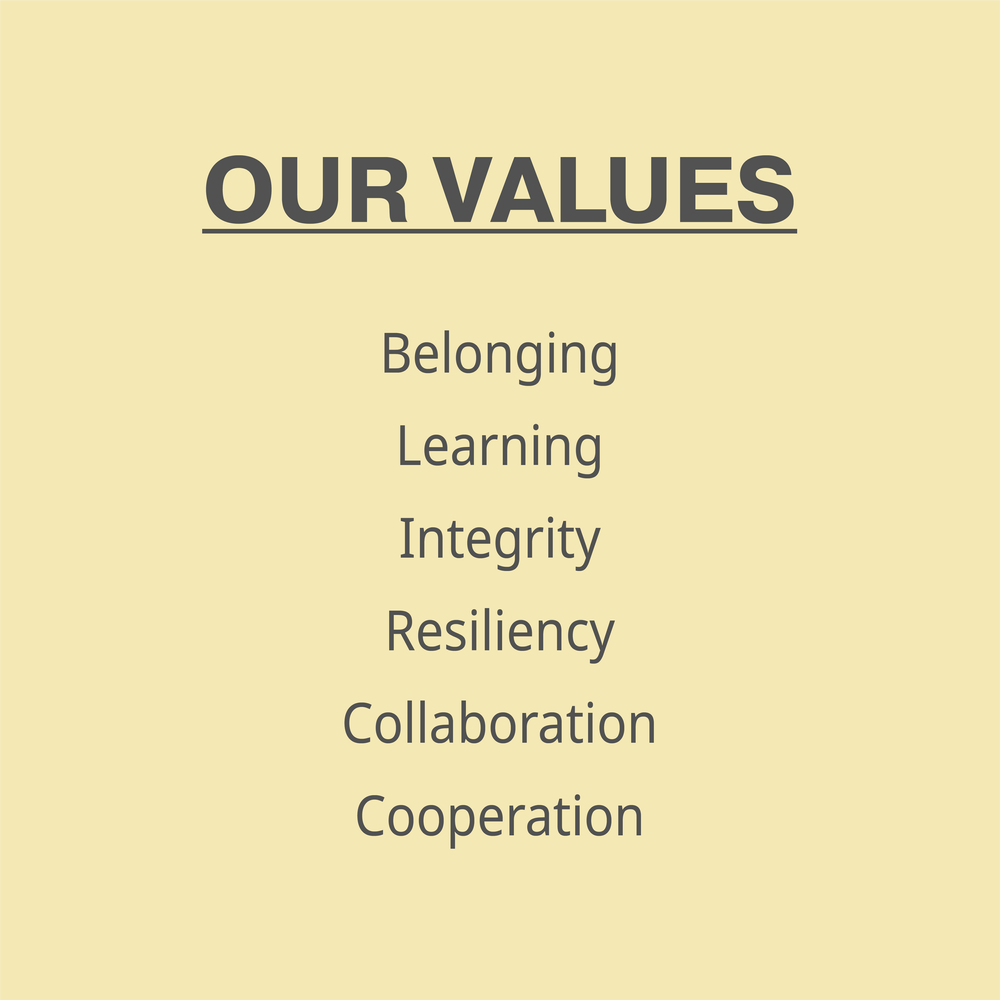 OUR VALUES
Belonging
Learning
Integrity
Resiliency
Collaboration
Cooperation